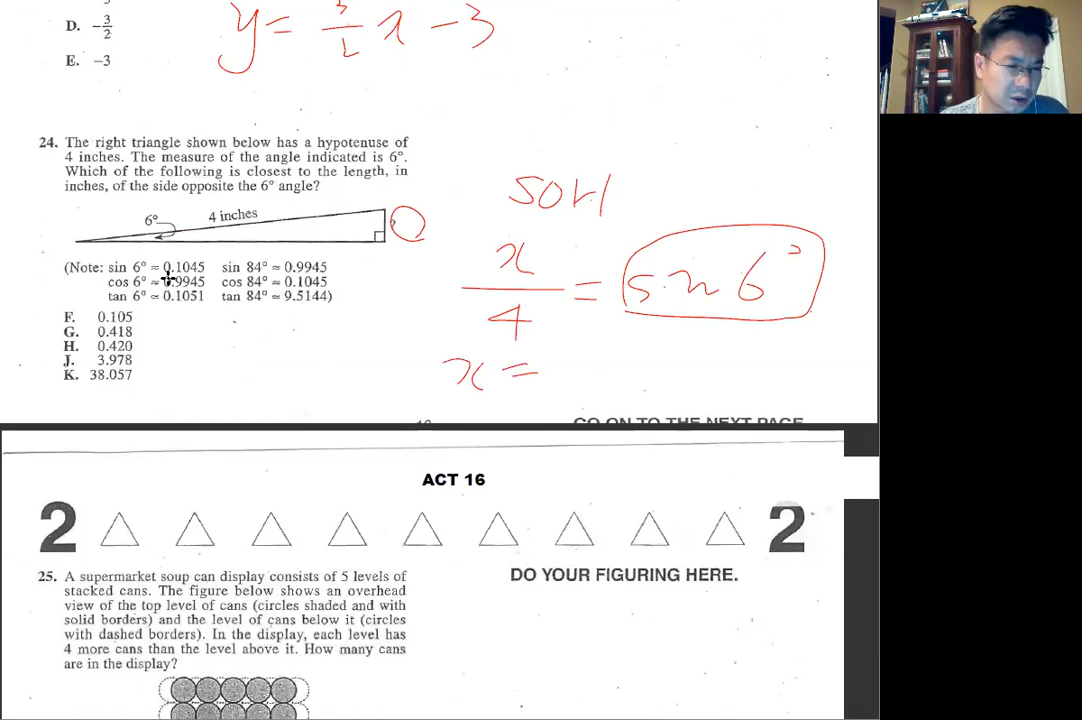 D. -3/2
y = 3/2 x - 3
E. -3
24. The right triangle shown below has a hypotenuse of
4 inches. The measure of the angle indicated is 6°.
Which of the following is closest to the length, in
inches, of the side opposite the 6° angle?
SOH
6° 4 inches ?
x/4 = sin 6°
(Note: sin 6° ≈ 0.1045 sin 84° ≈ 0.9945
cos 6° ≈ 0.9945 cos 84° ≈ 0.1045
tan 6° ≈ 0.1051 tan 84° ≈ 9.5144)
F. 0.105
G. 0.418
H. 0.420
J. 3.978
K. 38.057
x =
GO ON TO THE NEXT PAGE
ACT 16
2 2
25. A supermarket soup can display consists of 5 levels of
stacked cans. The figure below shows an overhead
view of the top level of cans (circles shaded and with
solid borders) and the level of cans below it (circles
with dashed borders). In the display, each level has
4 more cans than the level above it. How many cans
are in the display?
DO YOUR FIGURING HERE.